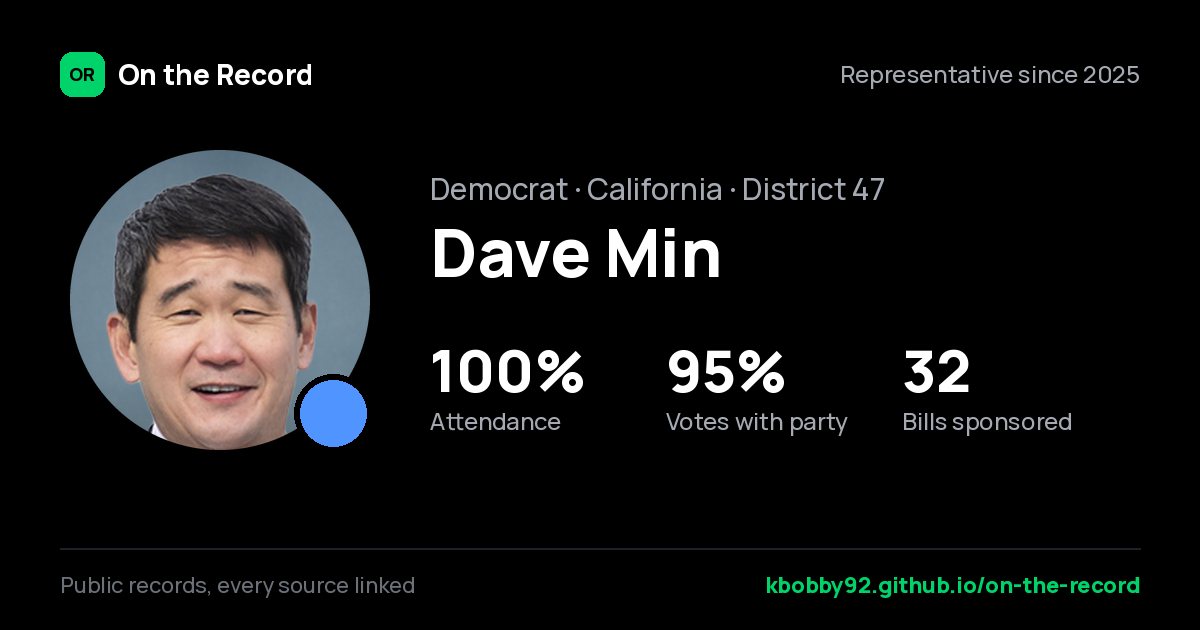 OR On the Record
Representative since 2025
Democrat · California · District 47
Dave Min
100% 95% 32
Attendance Votes with party Bills sponsored
Public records, every source linked
kbobby92.github.io/on-the-record